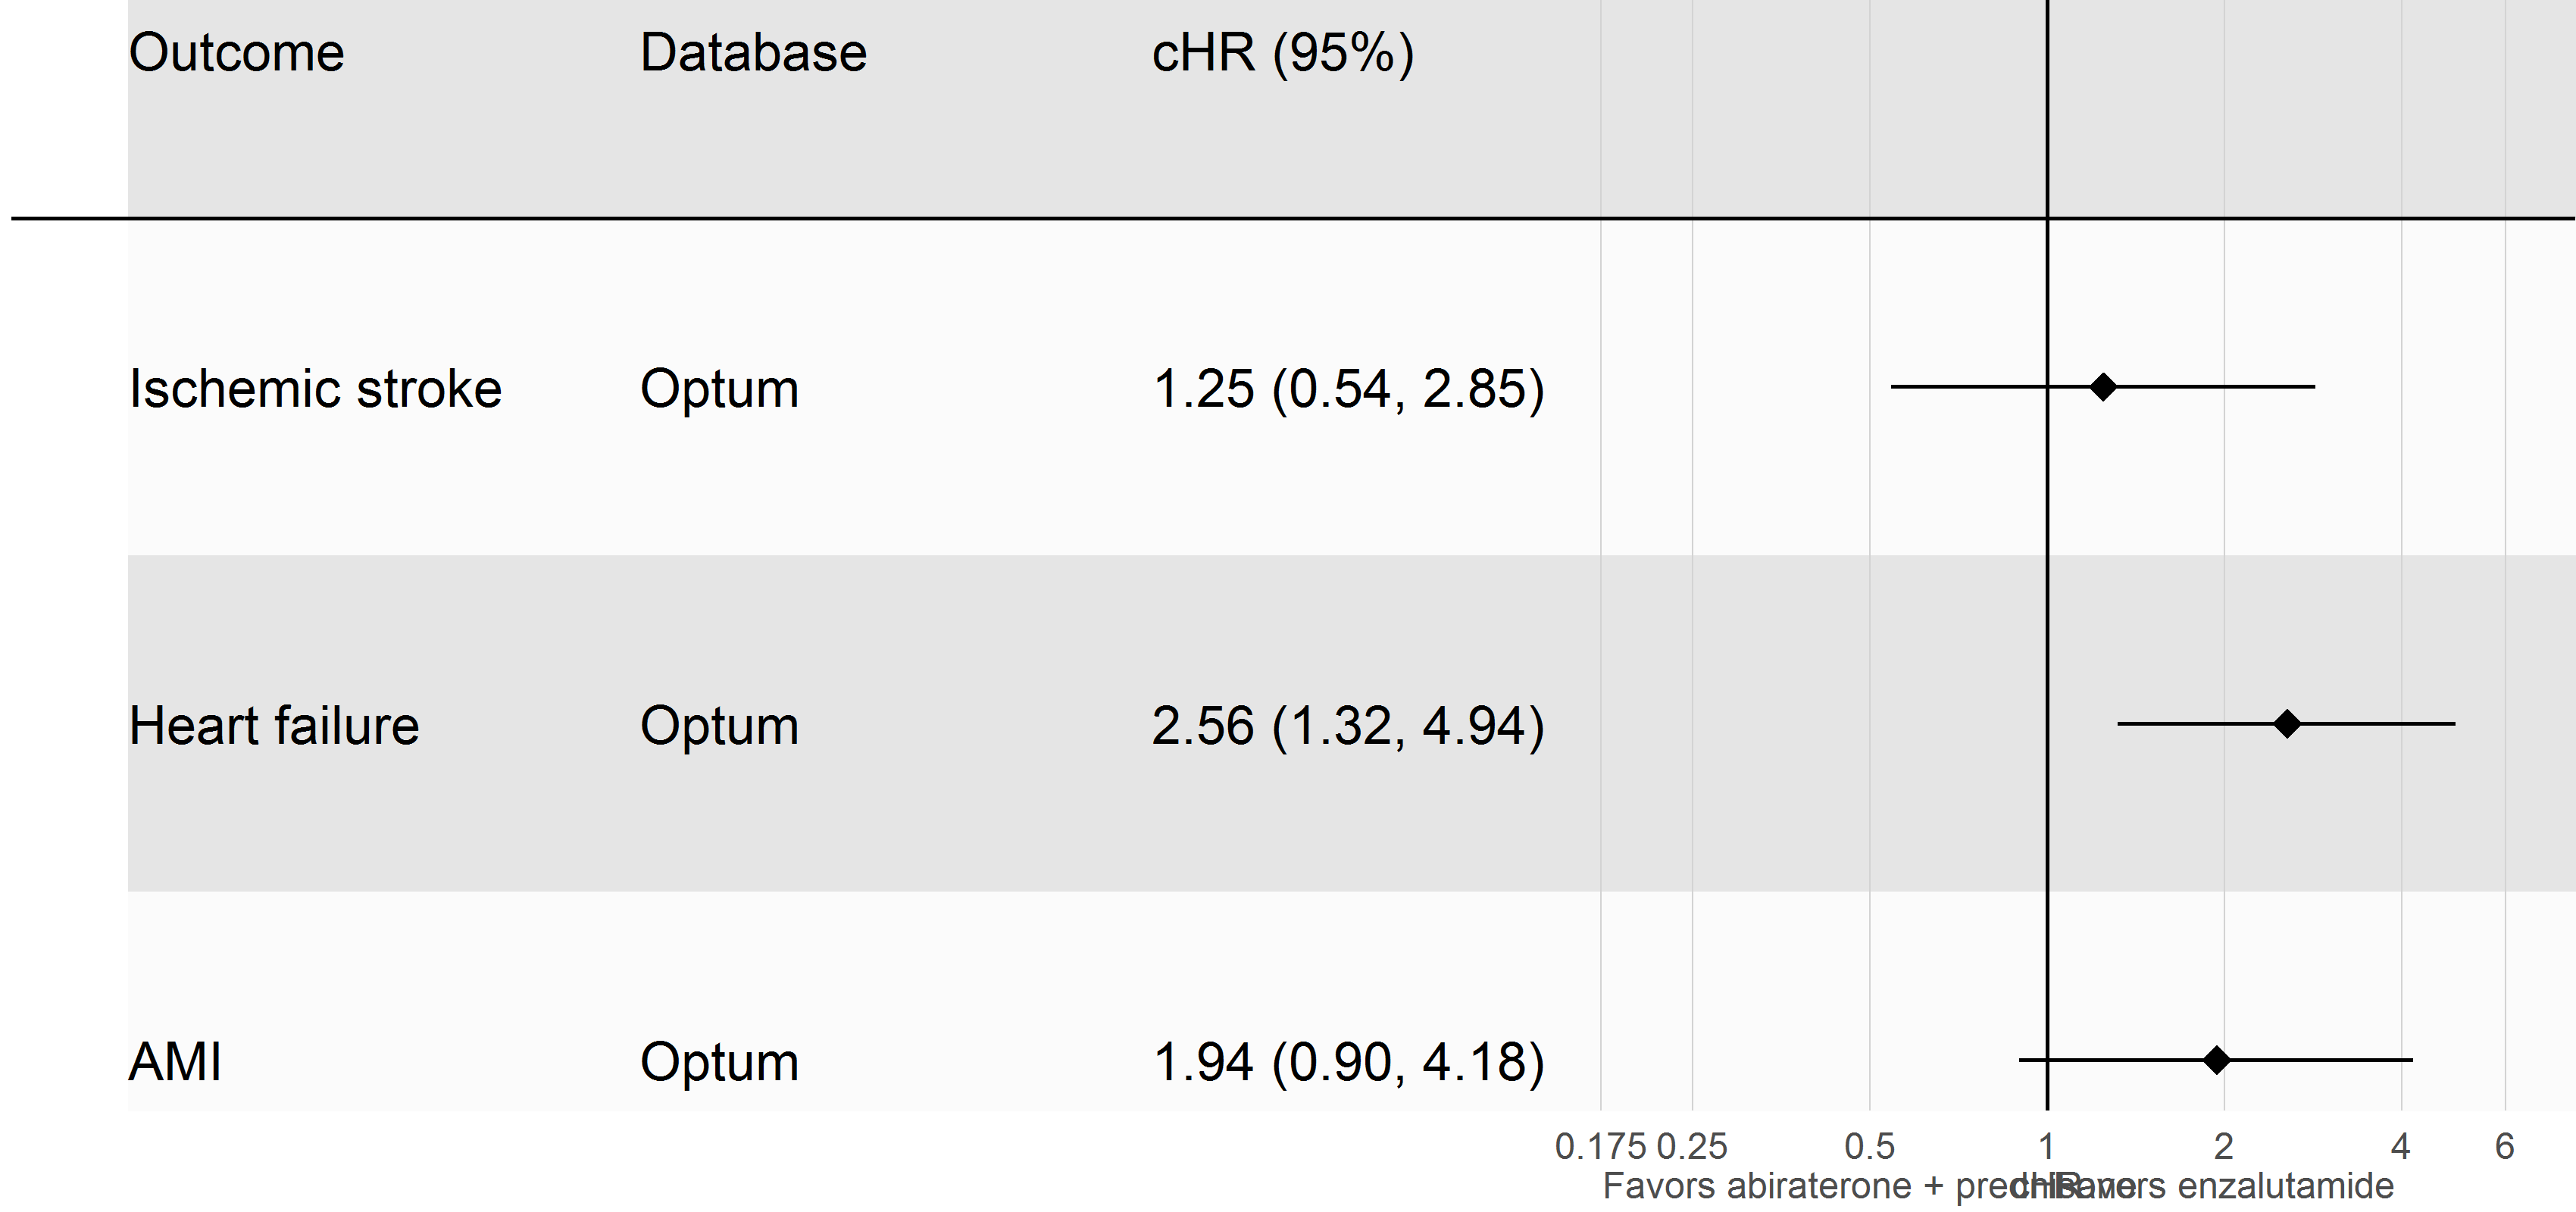 Outcome Database cHR (95%)
Ischemic stroke Optum 1.25 (0.54, 2.85)
Heart failure Optum 2.56 (1.32, 4.94)
AMI Optum 1.94 (0.90, 4.18)
0.175 0.25 0.5 1 2 4 6
Favors abiraterone + prednisone cHR Favors enzalutamide